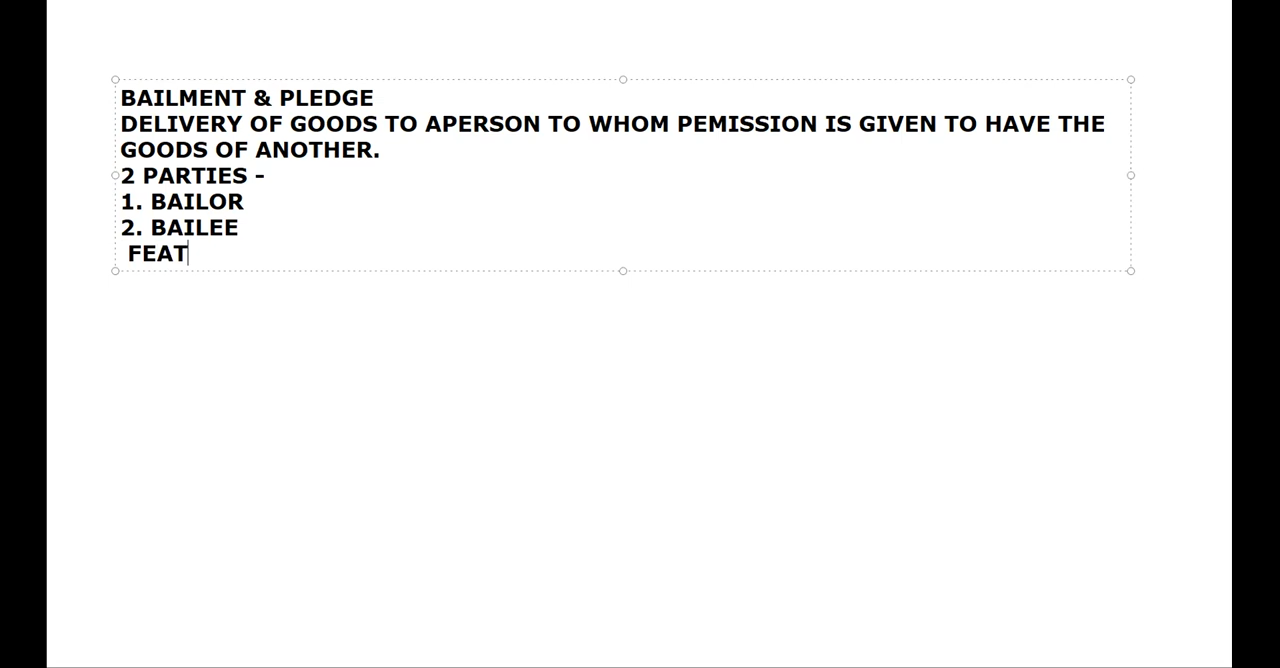 BAILMENT & PLEDGE
DELIVERY OF GOODS TO APERSON TO WHOM PEMISSION IS GIVEN TO HAVE THE
GOODS OF ANOTHER.
2 PARTIES -
1. BAILOR
2. BAILEE
FEAT